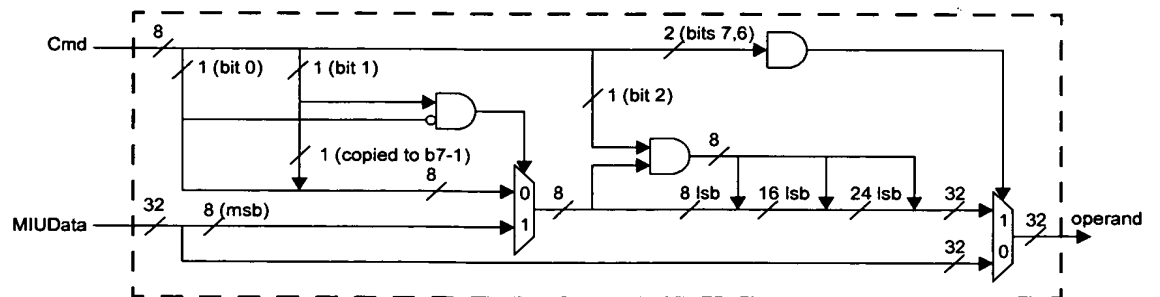 Cmd
8
2 (bits 7,6)
1 (bit 0)
1 (bit 1)
1 (bit 2)
1 (copied to b7-1)
8
8
0
1
8
8 lsb
16 lsb
24 lsb
32
1
0
32
operand
MIUData
32
8 (msb)
32